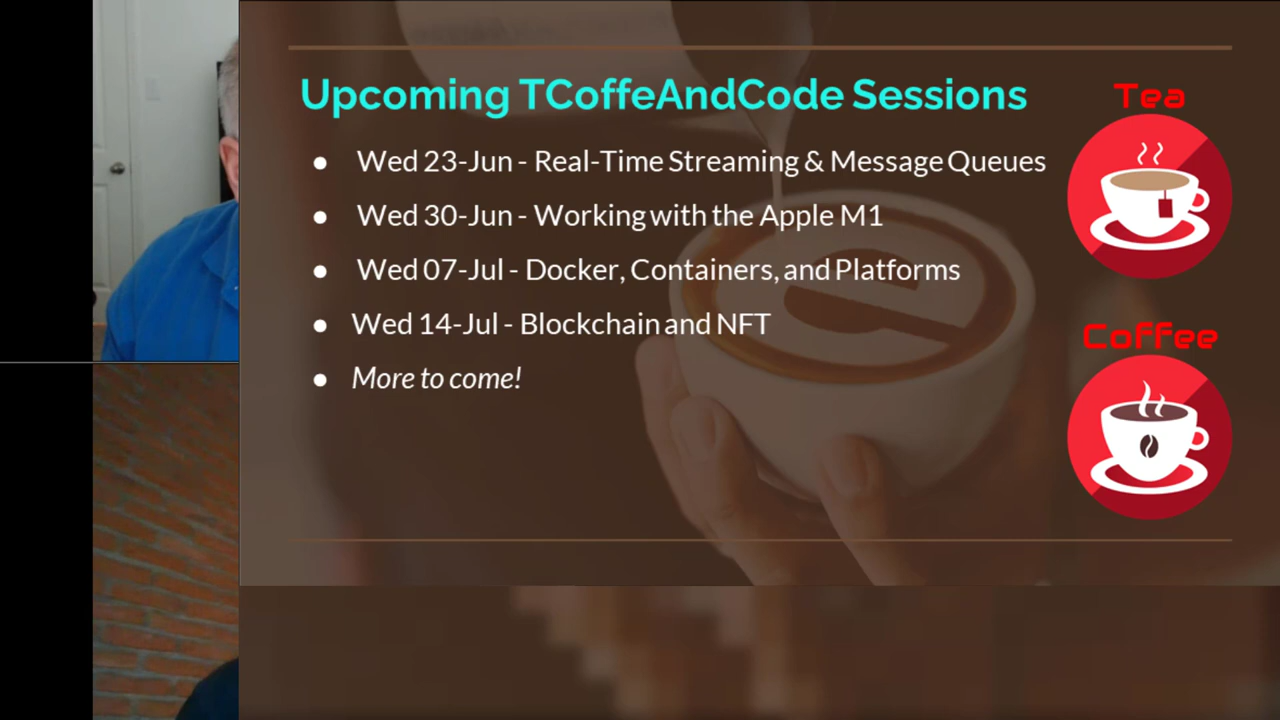 Upcoming TCoffeAndCode Sessions
Tea
● Wed 23-Jun - Real-Time Streaming & Message Queues
● Wed 30-Jun - Working with the Apple M1
● Wed 07-Jul - Docker, Containers, and Platforms
● Wed 14-Jul - Blockchain and NFT
Coffee
● More to come!